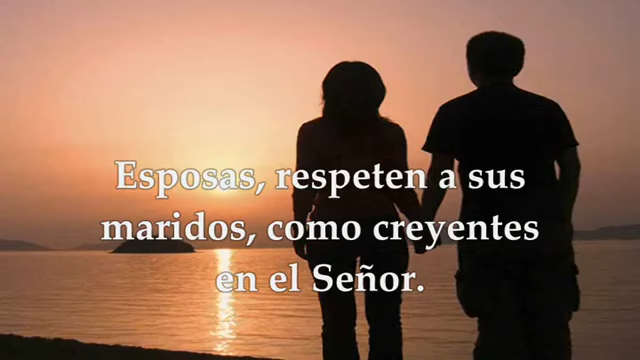 Esposas, respeten a sus
maridos, como creyentes
en el Señor.